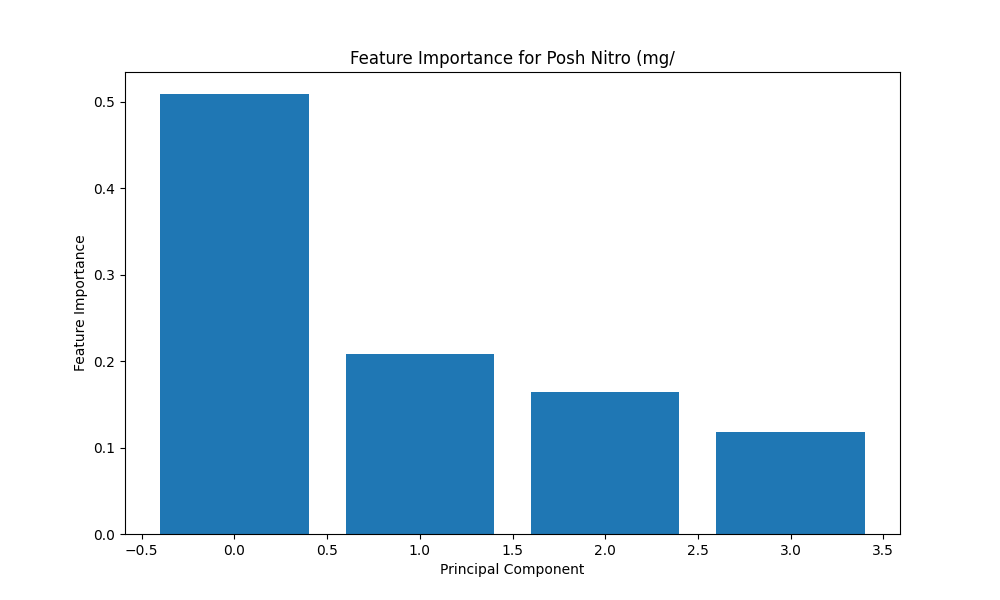 Feature Importance for Posh Nitro (mg/
0.5
0.4
0.3
0.2
0.1
0.0
Feature Importance
−0.5 0.0 0.5 1.0 1.5 2.0 2.5 3.0 3.5
Principal Component